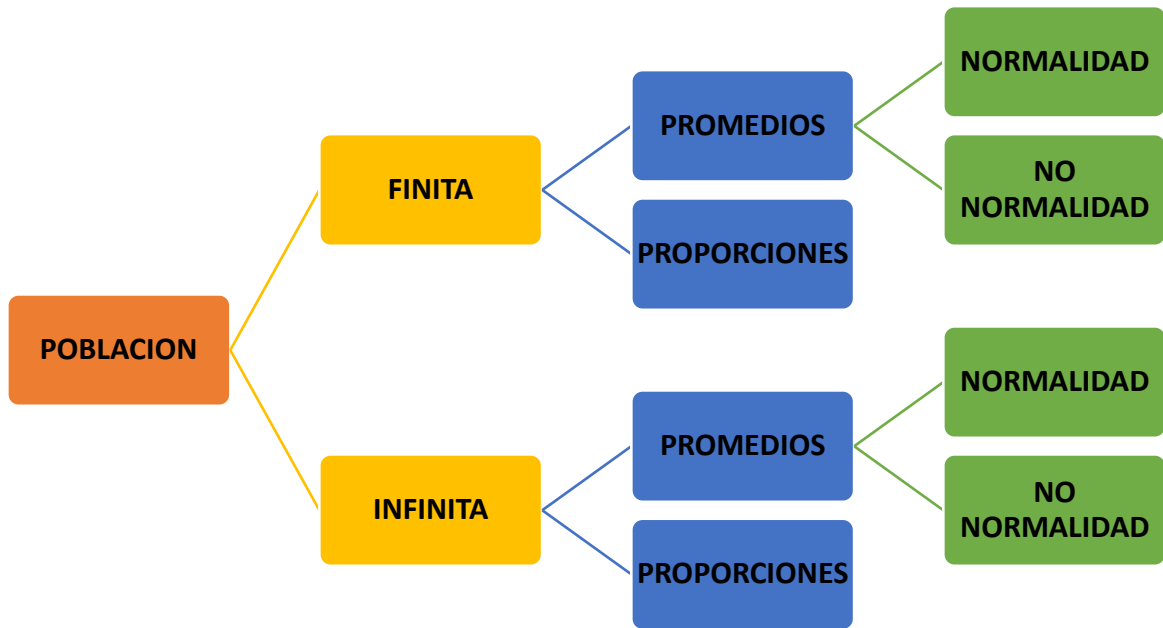 POBLACION
FINITA
PROMEDIOS
NORMALIDAD
NO
NORMALIDAD
PROPORCIONES
INFINITA
PROMEDIOS
NORMALIDAD
NO
NORMALIDAD
PROPORCIONES